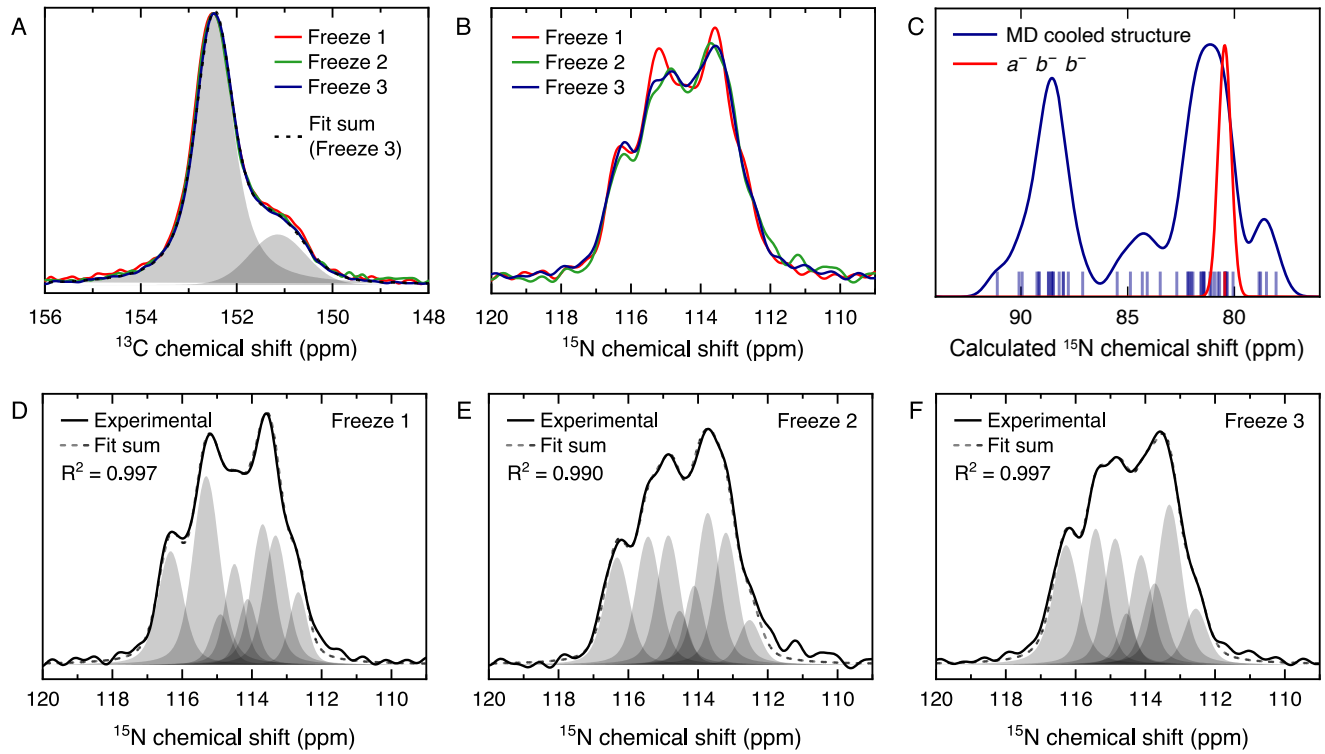 A
Freeze 1
Freeze 2
Freeze 3
Fit sum
(Freeze 3)
156 154 152 150 148
¹³C chemical shift (ppm)
B
Freeze 1
Freeze 2
Freeze 3
120 118 116 114 112 110
¹⁵N chemical shift (ppm)
C
MD cooled structure
a⁻ b⁻ b⁻
90 85 80
Calculated ¹⁵N chemical shift (ppm)
D
Experimental
Freeze 1
Fit sum
R² = 0.997
120 118 116 114 112 110
¹⁵N chemical shift (ppm)
E
Experimental
Freeze 2
Fit sum
R² = 0.990
120 118 116 114 112 110
¹⁵N chemical shift (ppm)
F
Experimental
Freeze 3
Fit sum
R² = 0.997
120 118 116 114 112 110
¹⁵N chemical shift (ppm)